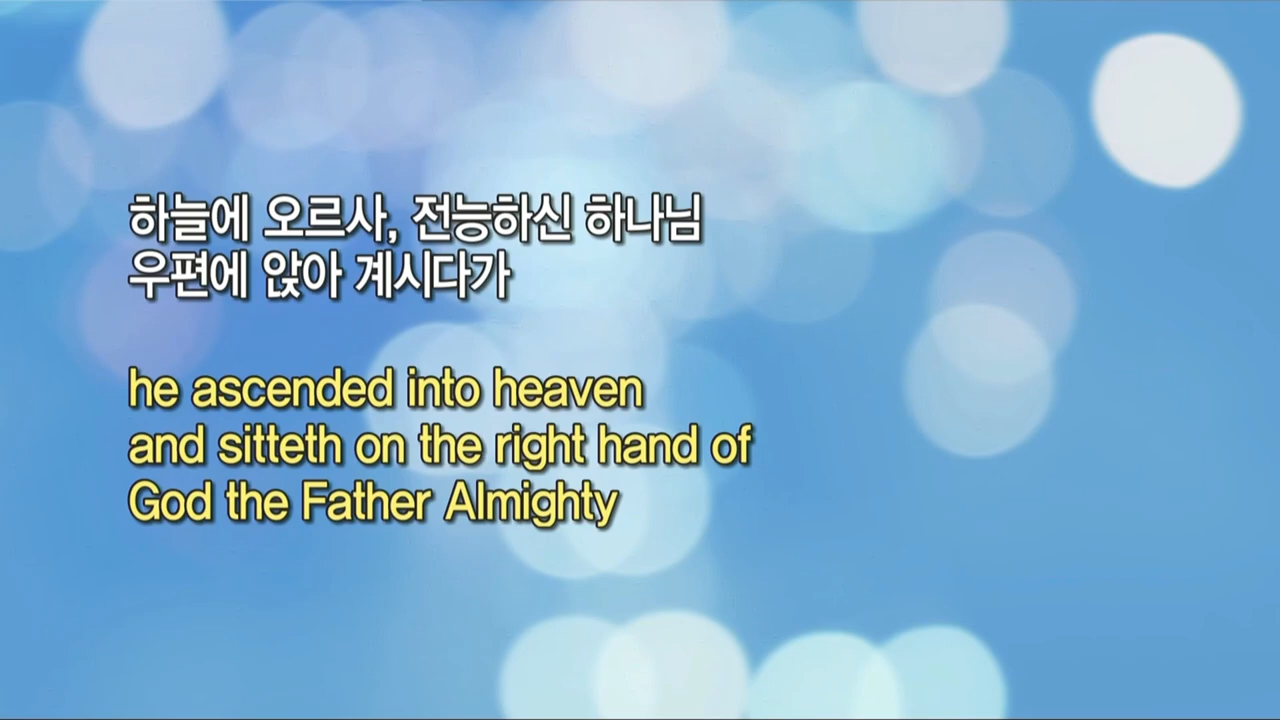 하늘에 오르사, 전능하신 하나님
우편에 앉아 계시다가
he ascended into heaven
and sitteth on the right hand of
God the Father Almighty